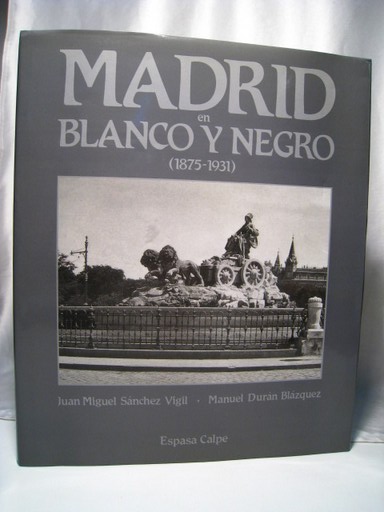 MADRID
en
BLANCO Y NEGRO
(1875-1931)
Juan Miguel Sánchez Vigil · Manuel Durán Blázquez
Espasa Calpe